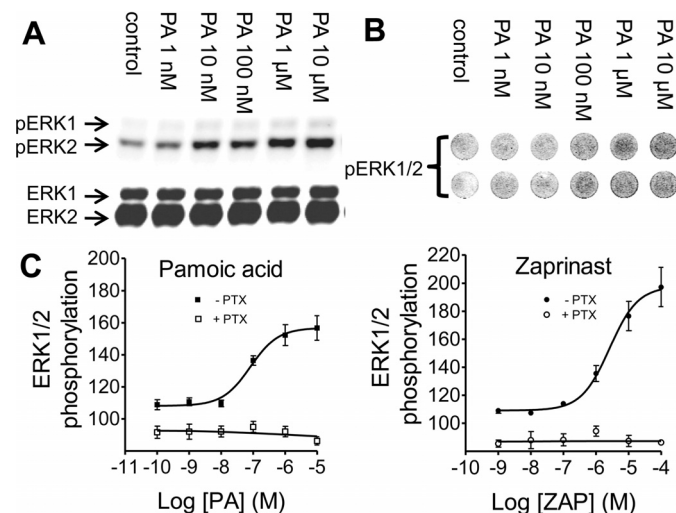 A
control
PA 1 nM
PA 10 nM
PA 100 nM
PA 1 µM
PA 10 µM
pERK1
pERK2
ERK1
ERK2
B
control
PA 1 nM
PA 10 nM
PA 100 nM
PA 1 µM
PA 10 µM
pERK1/2
C
Pamoic acid
- PTX
+ PTX
ERK1/2
phosphorylation
200
180
160
140
120
100
-11 -10 -9 -8 -7 -6 -5
Log [PA] (M)
Zaprinast
- PTX
+ PTX
ERK1/2
phosphorylation
220
200
180
160
140
120
100
80
-10 -9 -8 -7 -6 -5 -4
Log [ZAP] (M)